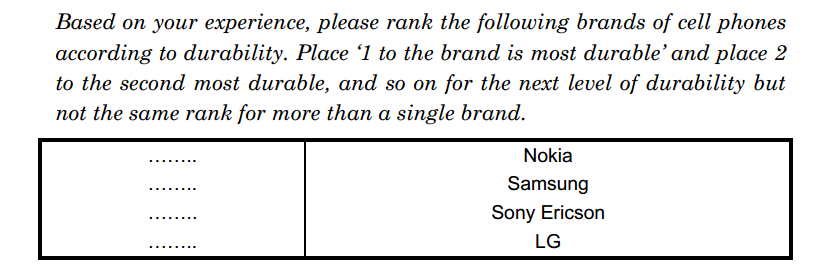 Based on your experience, please rank the following brands of cell phones
according to durability. Place ‘1 to the brand is most durable’ and place 2
to the second most durable, and so on for the next level of durability but
not the same rank for more than a single brand.
…….. Nokia
…….. Samsung
…….. Sony Ericson
…….. LG